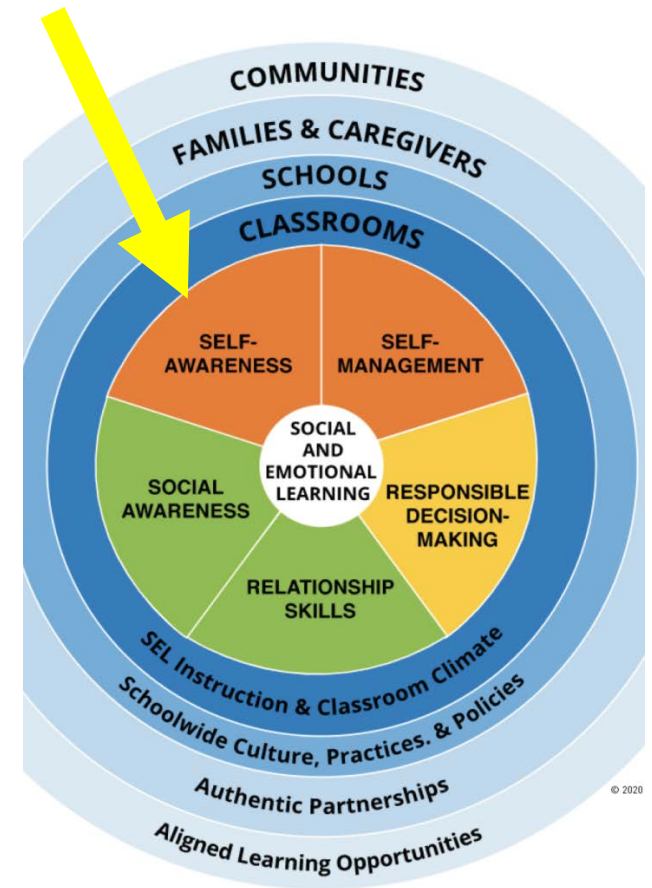 COMMUNITIES
FAMILIES & CAREGIVERS
SCHOOLS
CLASSROOMS
SELF-
AWARENESS
SELF-
MANAGEMENT
SOCIAL
AND
EMOTIONAL
LEARNING
SOCIAL
AWARENESS
RESPONSIBLE
DECISION-
MAKING
RELATIONSHIP
SKILLS
SEL Instruction & Classroom Climate
Schoolwide Culture, Practices. & Policies
Authentic Partnerships
Aligned Learning Opportunities
© 2020